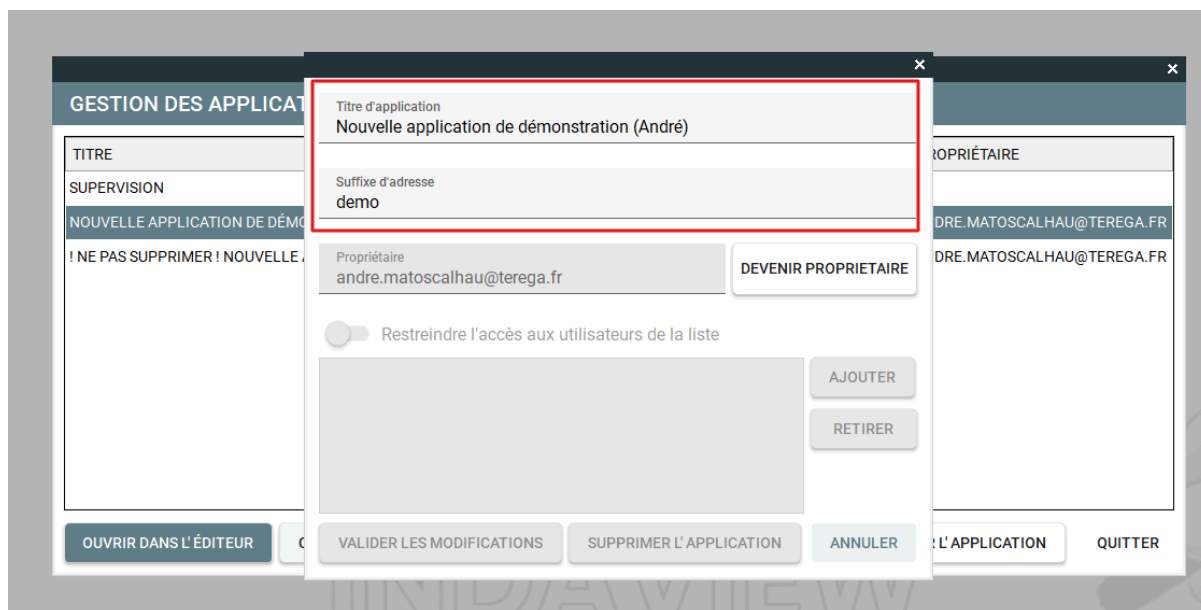 ×
×
GESTION DES APPLICAT
Titre d'application
Nouvelle application de démonstration (André)
TITRE
ROPRIÉTAIRE
SUPERVISION
Suffixe d'adresse
demo
NOUVELLE APPLICATION DE DÉMO
DRE.MATOSCALHAU@TEREGA.FR
! NE PAS SUPPRIMER ! NOUVELLE
DRE.MATOSCALHAU@TEREGA.FR
Propriétaire
andre.matoscalhau@terega.fr
DEVENIR PROPRIETAIRE
Restreindre l'accès aux utilisateurs de la liste
AJOUTER
RETIRER
OUVRIR DANS L'ÉDITEUR
VALIDER LES MODIFICATIONS
SUPPRIMER L'APPLICATION
ANNULER
L'APPLICATION
QUITTER
INDAVIEW